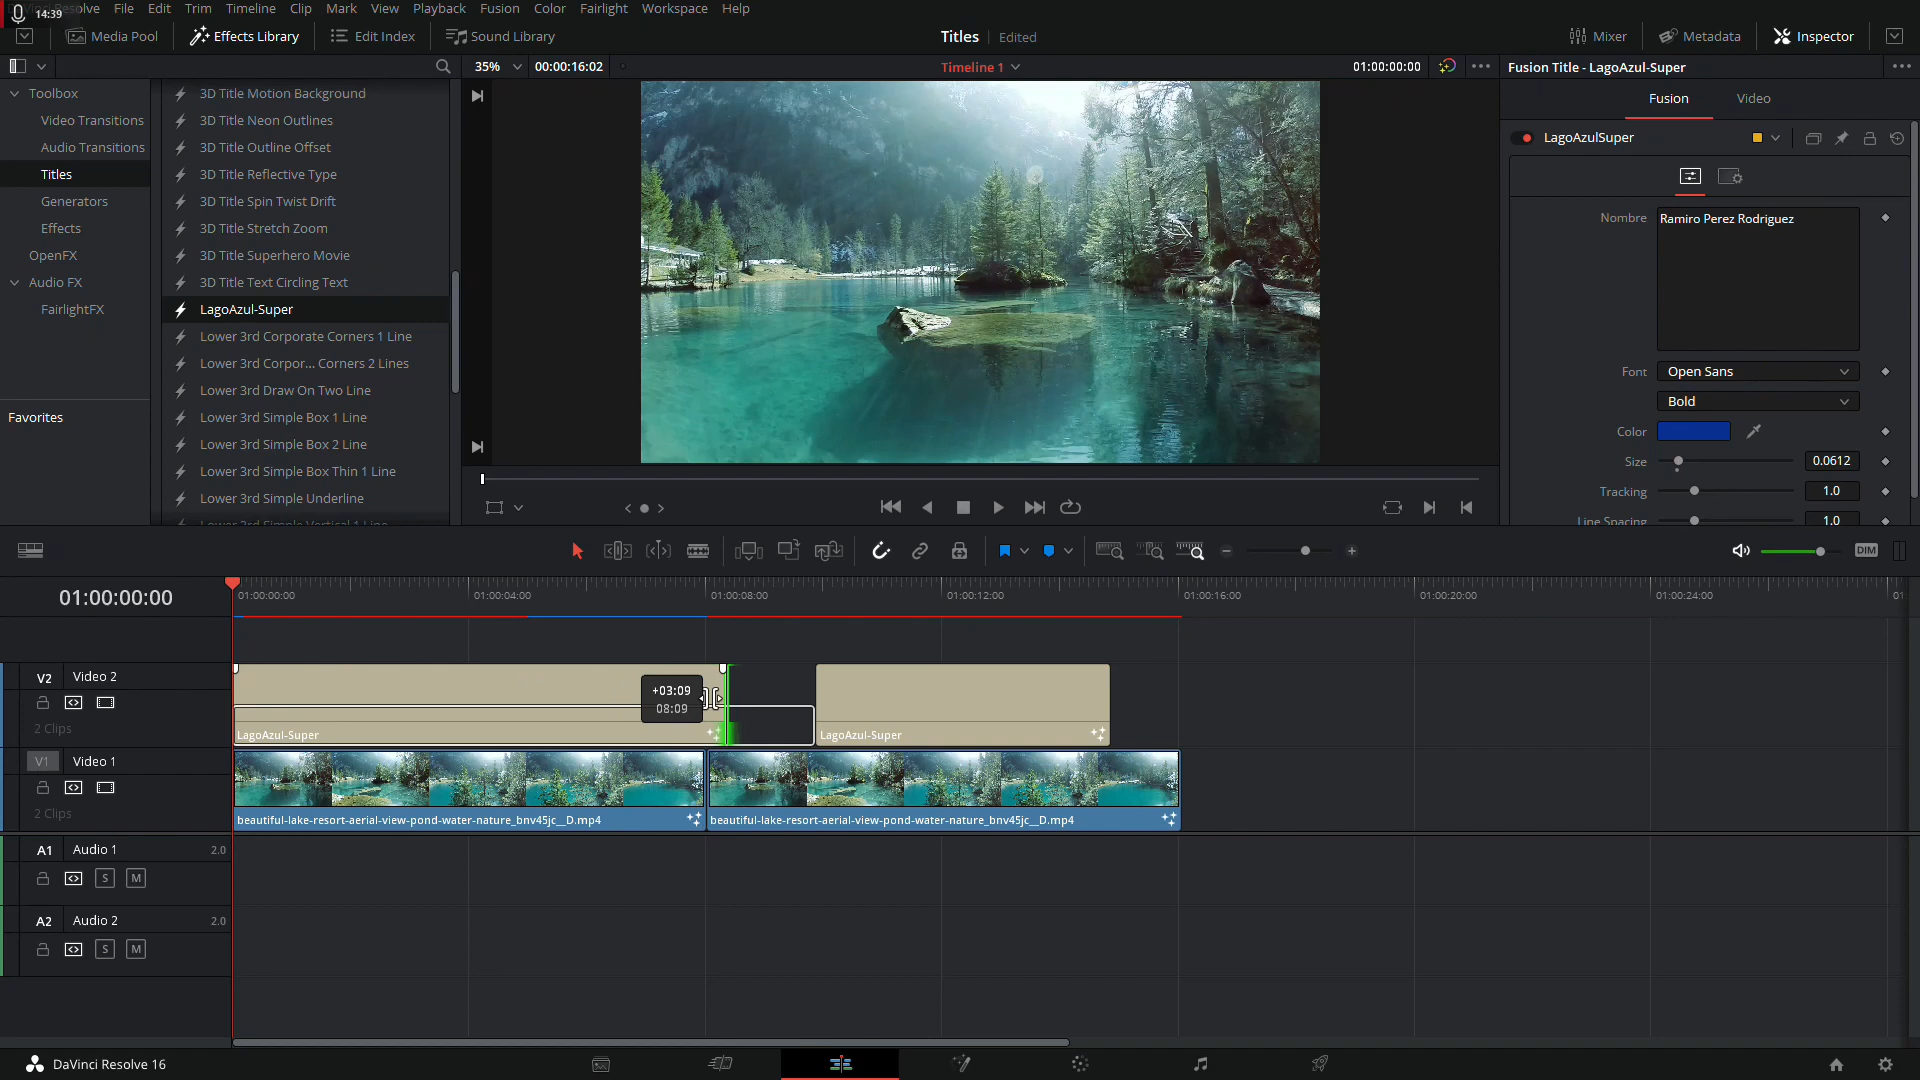 DaVinci Resolve File Edit Trim Timeline Clip Mark View Playback Fusion Color Fairlight Workspace Help
14:39
Media Pool Effects Library Edit Index Sound Library Titles Edited Mixer Metadata Inspector
35% 00:00:16:02 Timeline 1 01:00:00:00 Fusion Title - LagoAzul-Super
Toolbox
Video Transitions
Audio Transitions
Titles
Generators
Effects
OpenFX
Audio FX
FairlightFX
Favorites
3D Title Motion Background
3D Title Neon Outlines
3D Title Outline Offset
3D Title Reflective Type
3D Title Spin Twist Drift
3D Title Stretch Zoom
3D Title Superhero Movie
3D Title Text Circling Text
LagoAzul-Super
Lower 3rd Corporate Corners 1 Line
Lower 3rd Corpor... Corners 2 Lines
Lower 3rd Draw On Two Line
Lower 3rd Simple Box 1 Line
Lower 3rd Simple Box 2 Line
Lower 3rd Simple Box Thin 1 Line
Lower 3rd Simple Underline
Lower 3rd Simple Vertical 1 Line
Fusion Video
LagoAzulSuper
Nombre Ramiro Perez Rodriguez
Font Open Sans
Bold
Color
Size 0.0612
Tracking 1.0
Line Spacing 1.0
DIM
01:00:00:00
01:00:00:00 01:00:04:00 01:00:08:00 01:00:12:00 01:00:16:00 01:00:20:00 01:00:24:00 01:
V2 Video 2
2 Clips
+03:09
08:09
LagoAzul-Super LagoAzul-Super
V1 Video 1
2 Clips
beautiful-lake-resort-aerial-view-pond-water-nature_bnv45jc__D.mp4 beautiful-lake-resort-aerial-view-pond-water-nature_bnv45jc__D.mp4
A1 Audio 1 2.0
S M
A2 Audio 2 2.0
S M
DaVinci Resolve 16